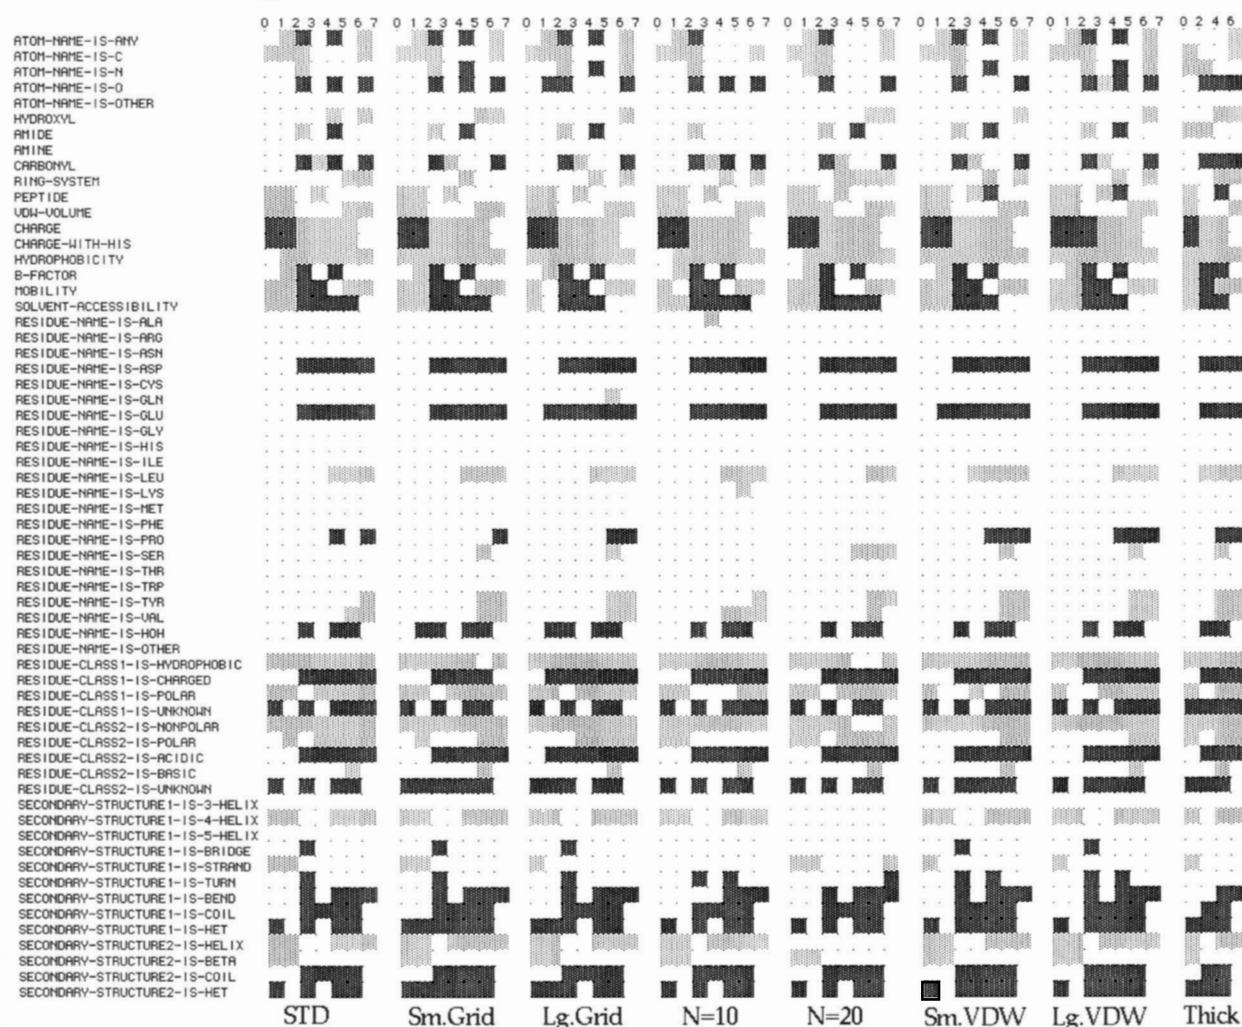 0 1 2 3 4 5 6 7 0 1 2 3 4 5 6 7 0 1 2 3 4 5 6 7 0 1 2 3 4 5 6 7 0 1 2 3 4 5 6 7 0 1 2 3 4 5 6 7 0 1 2 3 4 5 6 7 0 2 4 6
ATOM-NAME-IS-ANY
ATOM-NAME-IS-C
ATOM-NAME-IS-N
ATOM-NAME-IS-O
ATOM-NAME-IS-OTHER
HYDROXYL
AMIDE
AMINE
CARBONYL
RING-SYSTEM
PEPTIDE
VDW-VOLUME
CHARGE
CHARGE-WITH-HIS
HYDROPHOBICITY
B-FACTOR
MOBILITY
SOLVENT-ACCESSIBILITY
RESIDUE-NAME-IS-ALA
RESIDUE-NAME-IS-ARG
RESIDUE-NAME-IS-ASN
RESIDUE-NAME-IS-ASP
RESIDUE-NAME-IS-CYS
RESIDUE-NAME-IS-GLN
RESIDUE-NAME-IS-GLU
RESIDUE-NAME-IS-GLY
RESIDUE-NAME-IS-HIS
RESIDUE-NAME-IS-ILE
RESIDUE-NAME-IS-LEU
RESIDUE-NAME-IS-LYS
RESIDUE-NAME-IS-MET
RESIDUE-NAME-IS-PHE
RESIDUE-NAME-IS-PRO
RESIDUE-NAME-IS-SER
RESIDUE-NAME-IS-THR
RESIDUE-NAME-IS-TRP
RESIDUE-NAME-IS-TYR
RESIDUE-NAME-IS-VAL
RESIDUE-NAME-IS-HOH
RESIDUE-NAME-IS-OTHER
RESIDUE-CLASS1-IS-HYDROPHOBIC
RESIDUE-CLASS1-IS-CHARGED
RESIDUE-CLASS1-IS-POLAR
RESIDUE-CLASS1-IS-UNKNOWN
RESIDUE-CLASS2-IS-NONPOLAR
RESIDUE-CLASS2-IS-POLAR
RESIDUE-CLASS2-IS-ACIDIC
RESIDUE-CLASS2-IS-BASIC
RESIDUE-CLASS2-IS-UNKNOWN
SECONDARY-STRUCTURE1-IS-3-HELIX
SECONDARY-STRUCTURE1-IS-4-HELIX
SECONDARY-STRUCTURE1-IS-5-HELIX
SECONDARY-STRUCTURE1-IS-BRIDGE
SECONDARY-STRUCTURE1-IS-STRAND
SECONDARY-STRUCTURE1-IS-TURN
SECONDARY-STRUCTURE1-IS-BEND
SECONDARY-STRUCTURE1-IS-COIL
SECONDARY-STRUCTURE1-IS-HET
SECONDARY-STRUCTURE2-IS-HELIX
SECONDARY-STRUCTURE2-IS-BETA
SECONDARY-STRUCTURE2-IS-COIL
SECONDARY-STRUCTURE2-IS-HET
STD Sm.Grid Lg.Grid N=10 N=20 Sm.VDW Lg.VDW Thick